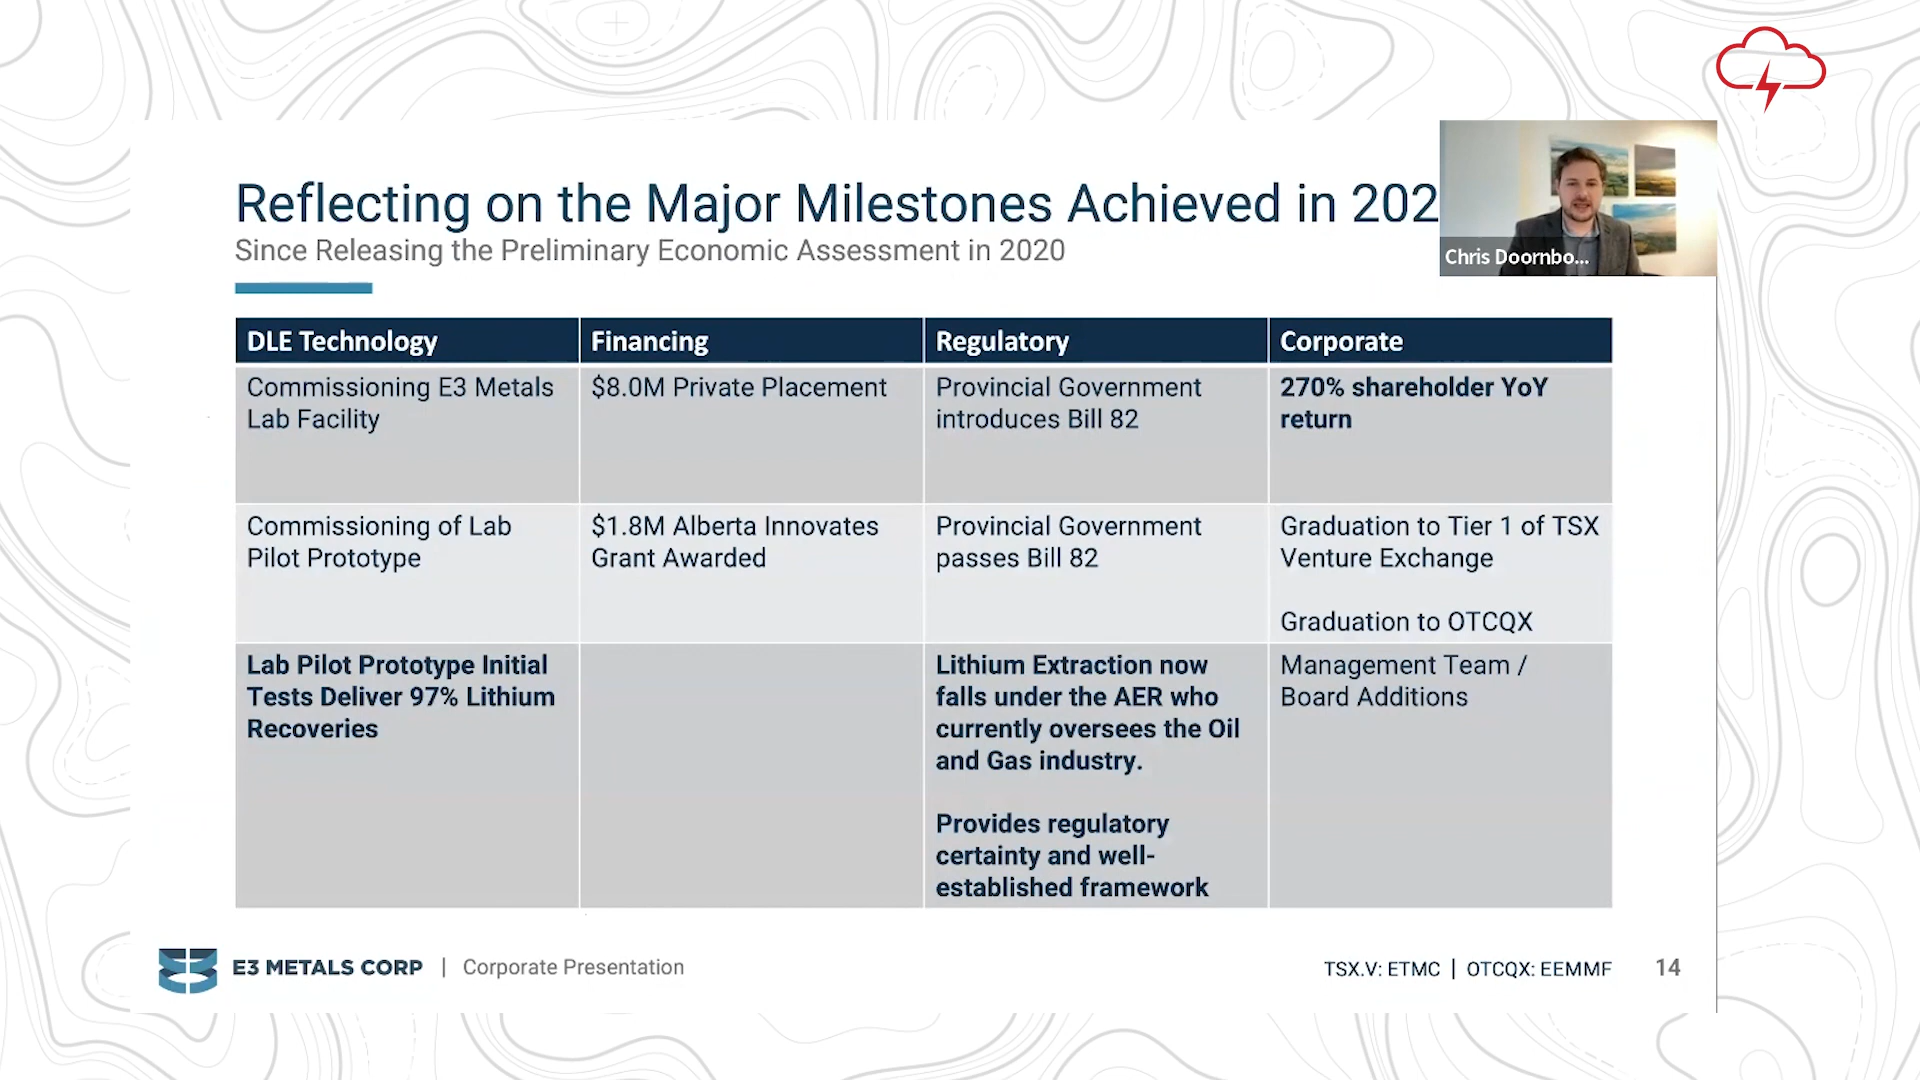 Reflecting on the Major Milestones Achieved in 202
Since Releasing the Preliminary Economic Assessment in 2020
Chris Doornbo...
DLE Technology
Financing
Regulatory
Corporate
Commissioning E3 Metals
Lab Facility
$8.0M Private Placement
Provincial Government
introduces Bill 82
270% shareholder YoY
return
Commissioning of Lab
Pilot Prototype
$1.8M Alberta Innovates
Grant Awarded
Provincial Government
passes Bill 82
Graduation to Tier 1 of TSX
Venture Exchange
Graduation to OTCQX
Lab Pilot Prototype Initial
Tests Deliver 97% Lithium
Recoveries
Lithium Extraction now
falls under the AER who
currently oversees the Oil
and Gas industry.
Provides regulatory
certainty and well-
established framework
Management Team /
Board Additions
E3 METALS CORP | Corporate Presentation
TSX.V: ETMC | OTCQX: EEMMF 14